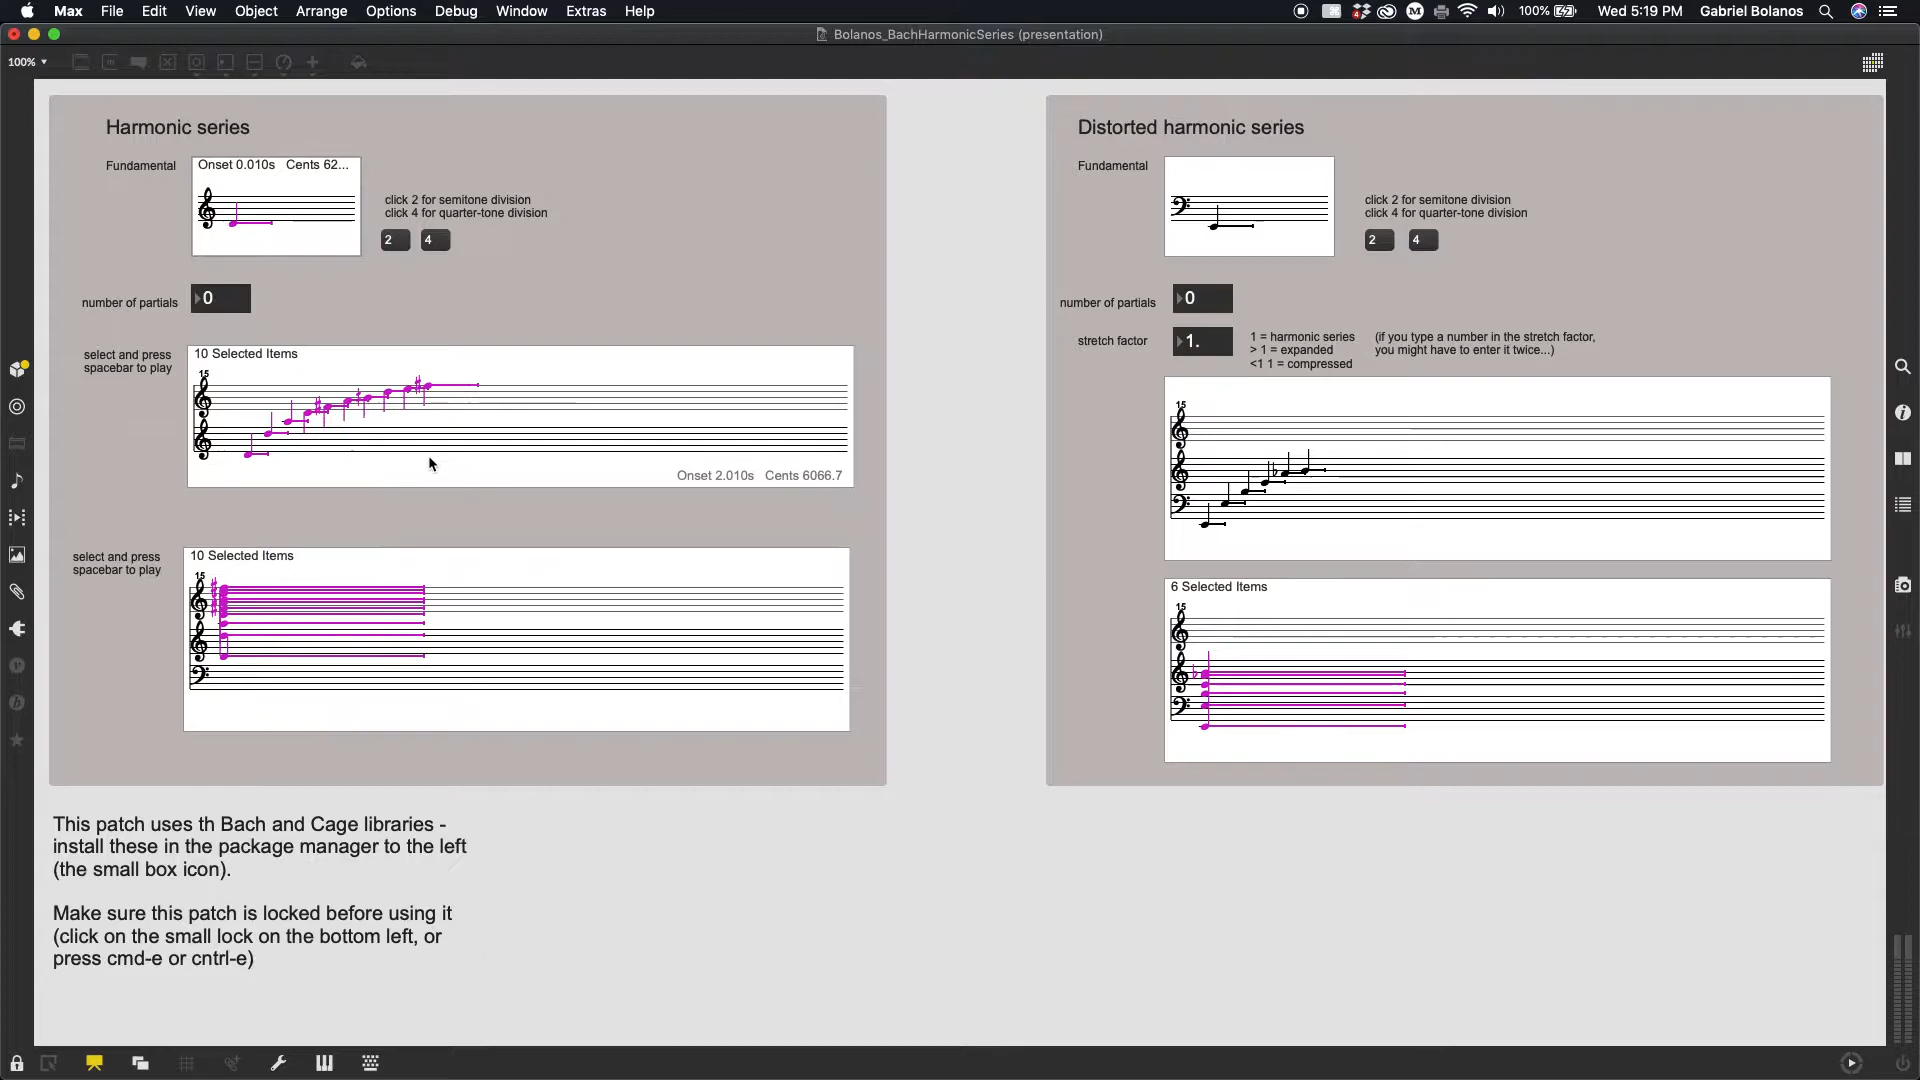 Max File Edit View Object Arrange Options Debug Window Extras Help
4 M 100% Wed 5:19 PM Gabriel Bolanos
Bolanos_BachHarmonicSeries (presentation)
100%
Harmonic series
Fundamental
Onset 0.010s Cents 62...
click 2 for semitone division
click 4 for quarter-tone division
2 4
number of partials
0
select and press
spacebar to play
10 Selected Items
15
Onset 2.010s Cents 6066.7
select and press
spacebar to play
10 Selected Items
15
Distorted harmonic series
Fundamental
click 2 for semitone division
click 4 for quarter-tone division
2 4
number of partials
0
stretch factor
1.
1 = harmonic series
> 1 = expanded
<1 1 = compressed
(if you type a number in the stretch factor,
you might have to enter it twice...)
15
6 Selected Items
15
This patch uses th Bach and Cage libraries -
install these in the package manager to the left
(the small box icon).
Make sure this patch is locked before using it
(click on the small lock on the bottom left, or
press cmd-e or cntrl-e)